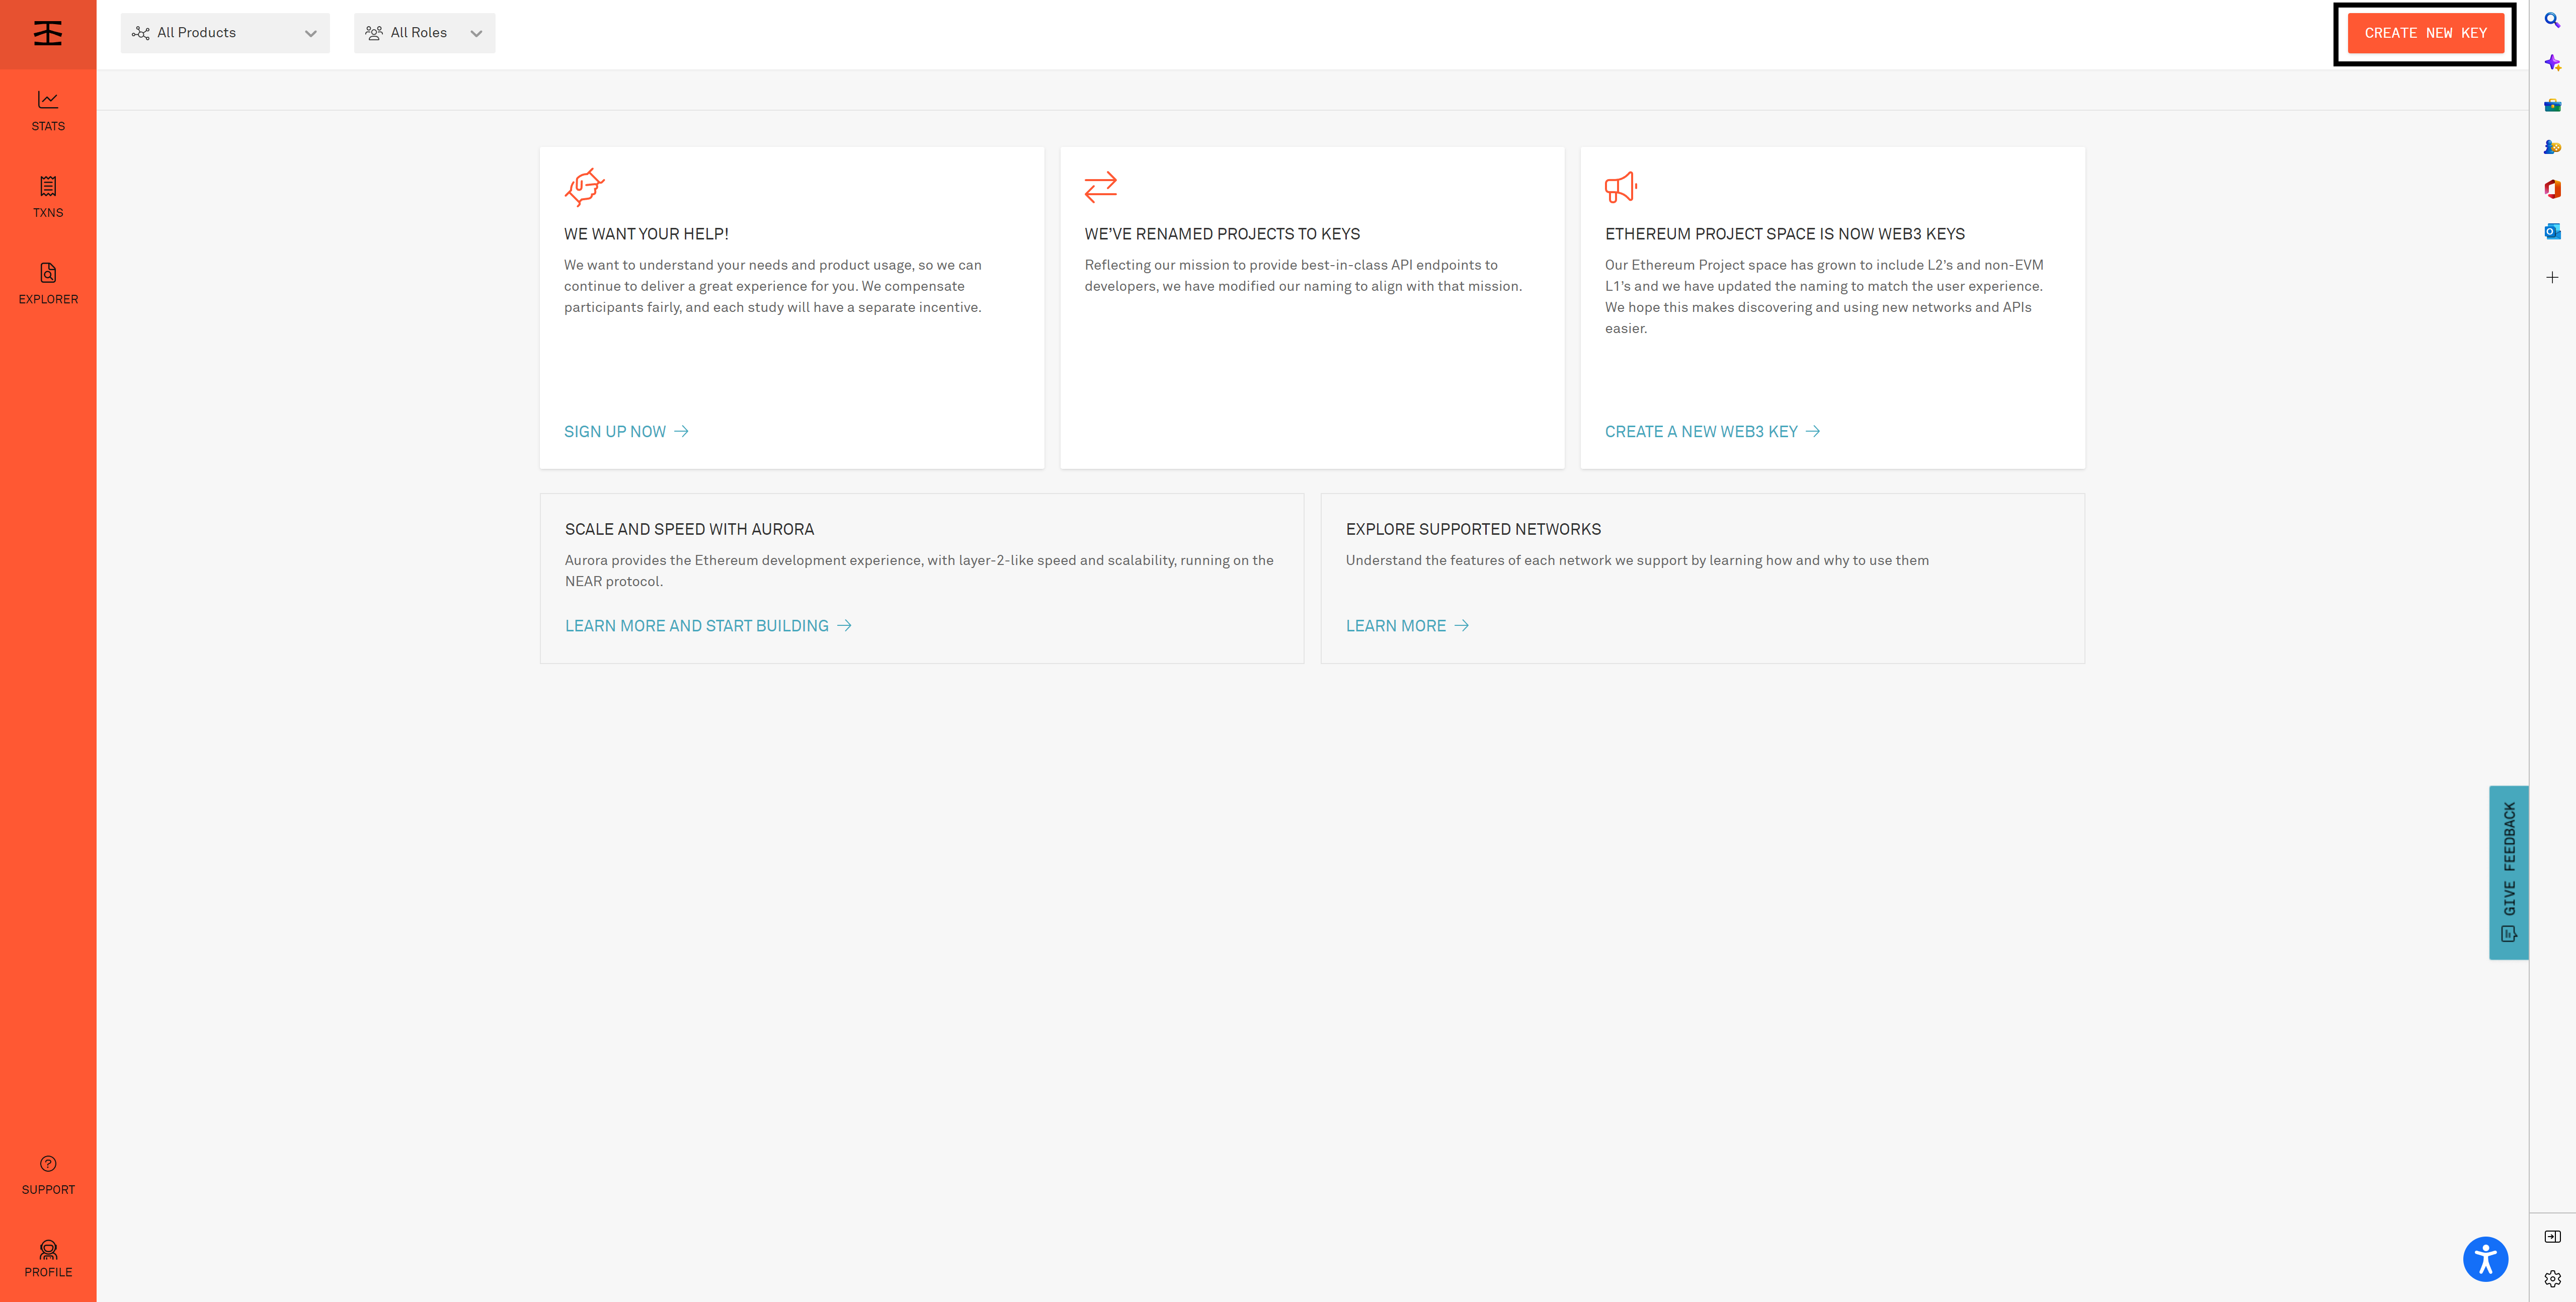 All Products
All Roles
CREATE NEW KEY
STATS
TXNS
EXPLORER
WE WANT YOUR HELP!
We want to understand your needs and product usage, so we can
continue to deliver a great experience for you. We compensate
participants fairly, and each study will have a separate incentive.
SIGN UP NOW
WE'VE RENAMED PROJECTS TO KEYS
Reflecting our mission to provide best-in-class API endpoints to
developers, we have modified our naming to align with that mission.
ETHEREUM PROJECT SPACE IS NOW WEB3 KEYS
Our Ethereum Project space has grown to include L2's and non-EVM
L1's and we have updated the naming to match the user experience.
We hope this makes discovering and using new networks and APIs
easier.
CREATE A NEW WEB3 KEY
SCALE AND SPEED WITH AURORA
Aurora provides the Ethereum development experience, with layer-2-like speed and scalability, running on the
NEAR protocol.
LEARN MORE AND START BUILDING
EXPLORE SUPPORTED NETWORKS
Understand the features of each network we support by learning how and why to use them
LEARN MORE
GIVE FEEDBACK
SUPPORT
PROFILE